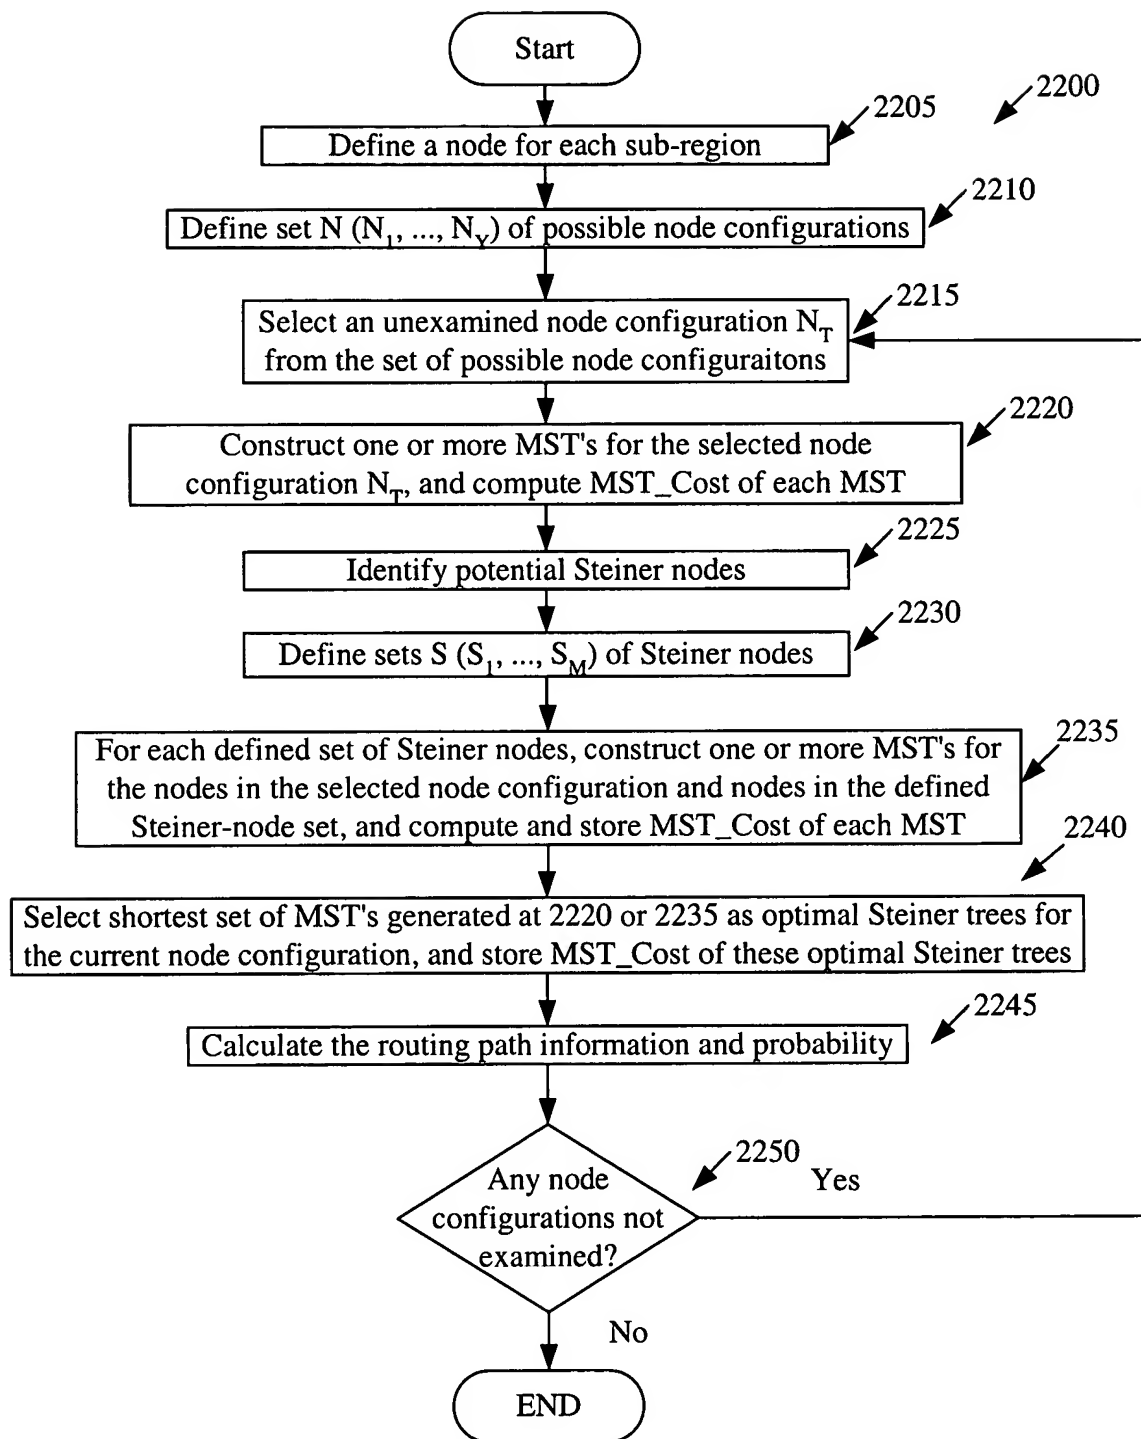 Start
2200
2205
Define a node for each sub-region
2210
Define set N (N1, ..., NY) of possible node configurations
2215
Select an unexamined node configuration NT
from the set of possible node configuraitons
2220
Construct one or more MST's for the selected node
configuration NT, and compute MST_Cost of each MST
2225
Identify potential Steiner nodes
2230
Define sets S (S1, ..., SM) of Steiner nodes
2235
For each defined set of Steiner nodes, construct one or more MST's for
the nodes in the selected node configuration and nodes in the defined
Steiner-node set, and compute and store MST_Cost of each MST
2240
Select shortest set of MST's generated at 2220 or 2235 as optimal Steiner trees for
the current node configuration, and store MST_Cost of these optimal Steiner trees
2245
Calculate the routing path information and probability
2250
Any node
configurations not
examined?
Yes
No
END